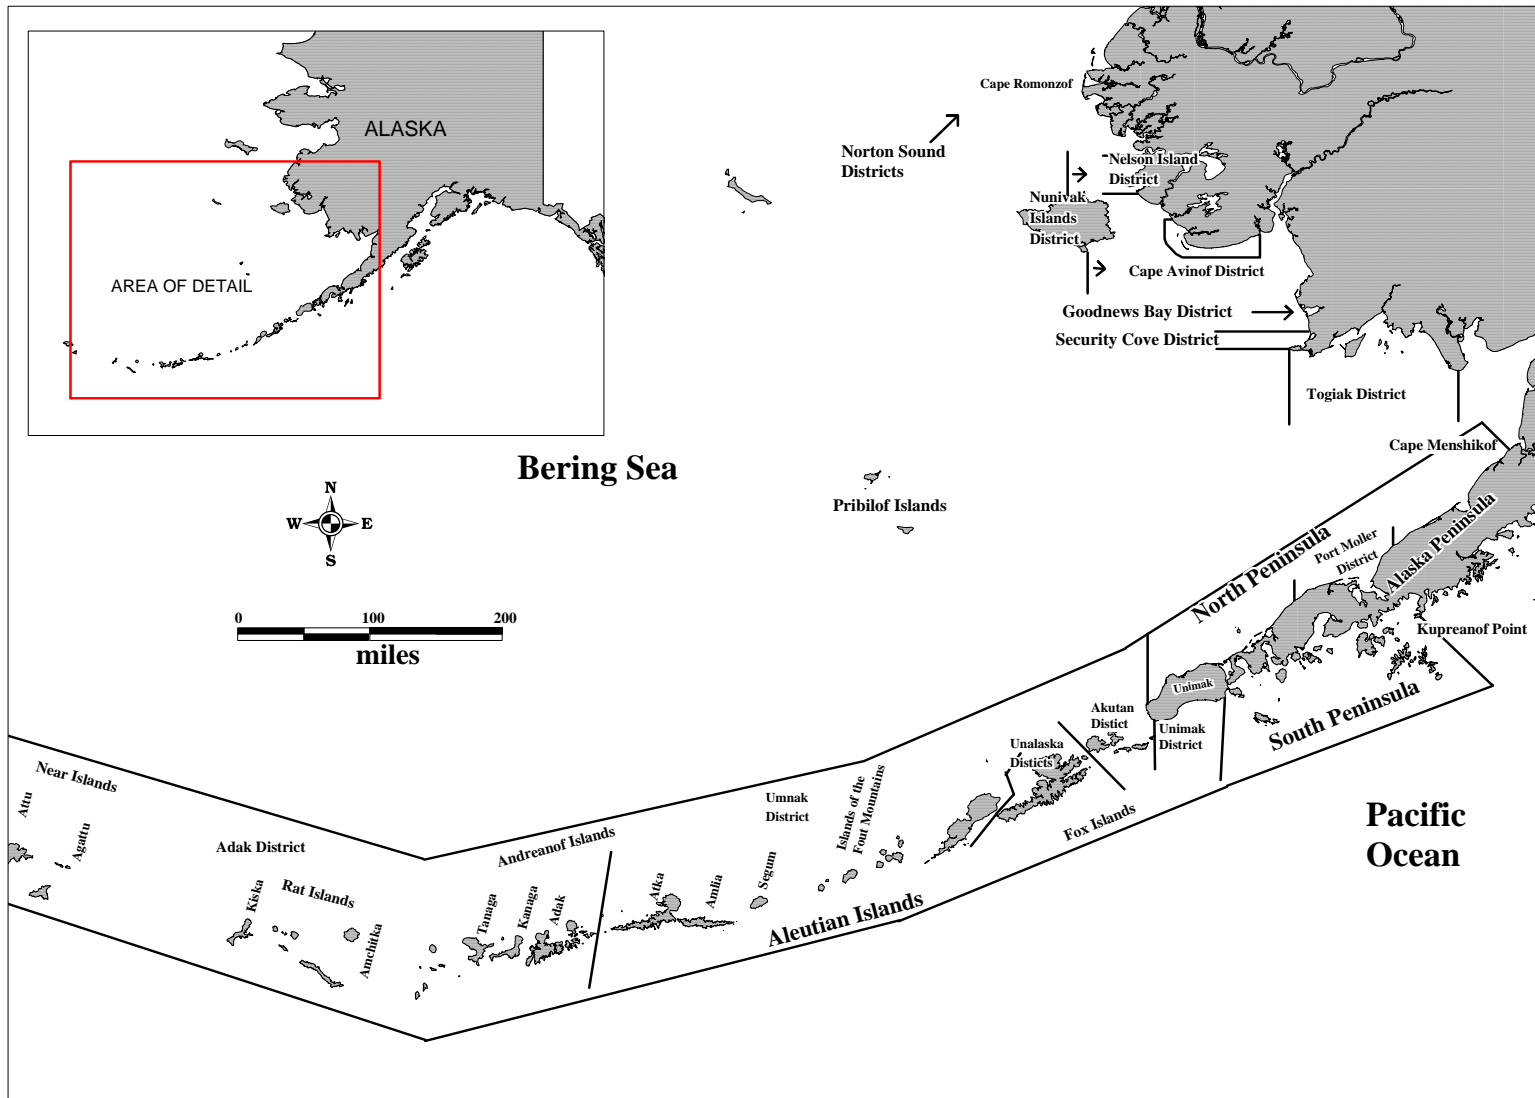 ALASKA
AREA OF DETAIL
Cape Romonzof
Norton Sound
Districts
Nelson Island
District
Nunivak
Islands
District
Cape Avinof District
Goodnews Bay District
Security Cove District
Togiak District
Cape Menshikof
Bering Sea
Pribilof Islands
N
W
E
S
0
100
200
miles
North Peninsula
Port Moller
District
Alaska Peninsula
Kupreanof Point
South Peninsula
Unimak
Unimak
District
Akutan
Distict
Unalaska
Disticts
Fox Islands
Pacific
Ocean
Near Islands
Attu
Agattu
Adak District
Rat Islands
Kiska
Amchitka
Andreanof Islands
Tanaga
Kanaga
Adak
Atka
Amlia
Segum
Umnak
District
Islands of the
Fout Mountains
Aleutian Islands